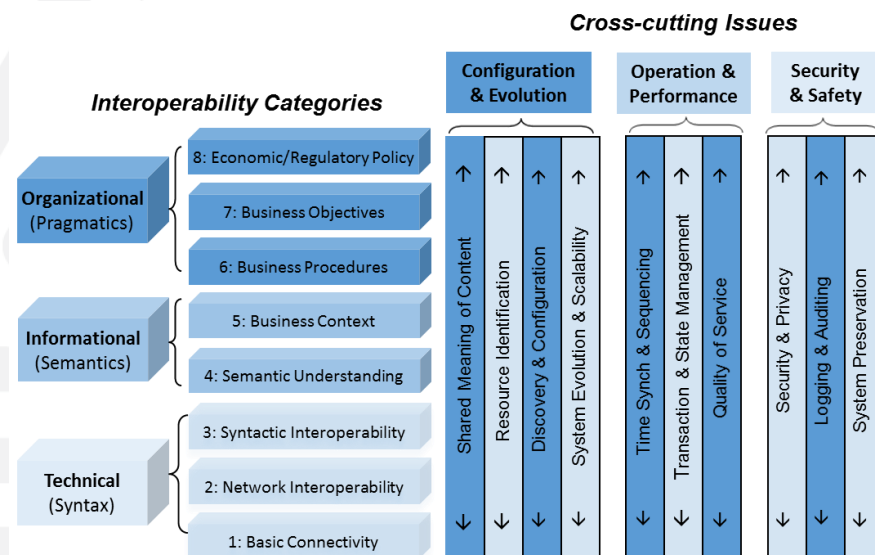 Cross-cutting Issues
Interoperability Categories
Configuration
& Evolution
Operation &
Performance
Security
& Safety
Organizational
(Pragmatics)
8: Economic/Regulatory Policy
7: Business Objectives
6: Business Procedures
Informational
(Semantics)
5: Business Context
4: Semantic Understanding
Technical
(Syntax)
3: Syntactic Interoperability
2: Network Interoperability
1: Basic Connectivity
Shared Meaning of Content
Resource Identification
Discovery & Configuration
System Evolution & Scalability
Time Synch & Sequencing
Transaction & State Management
Quality of Service
Security & Privacy
Logging & Auditing
System Preservation